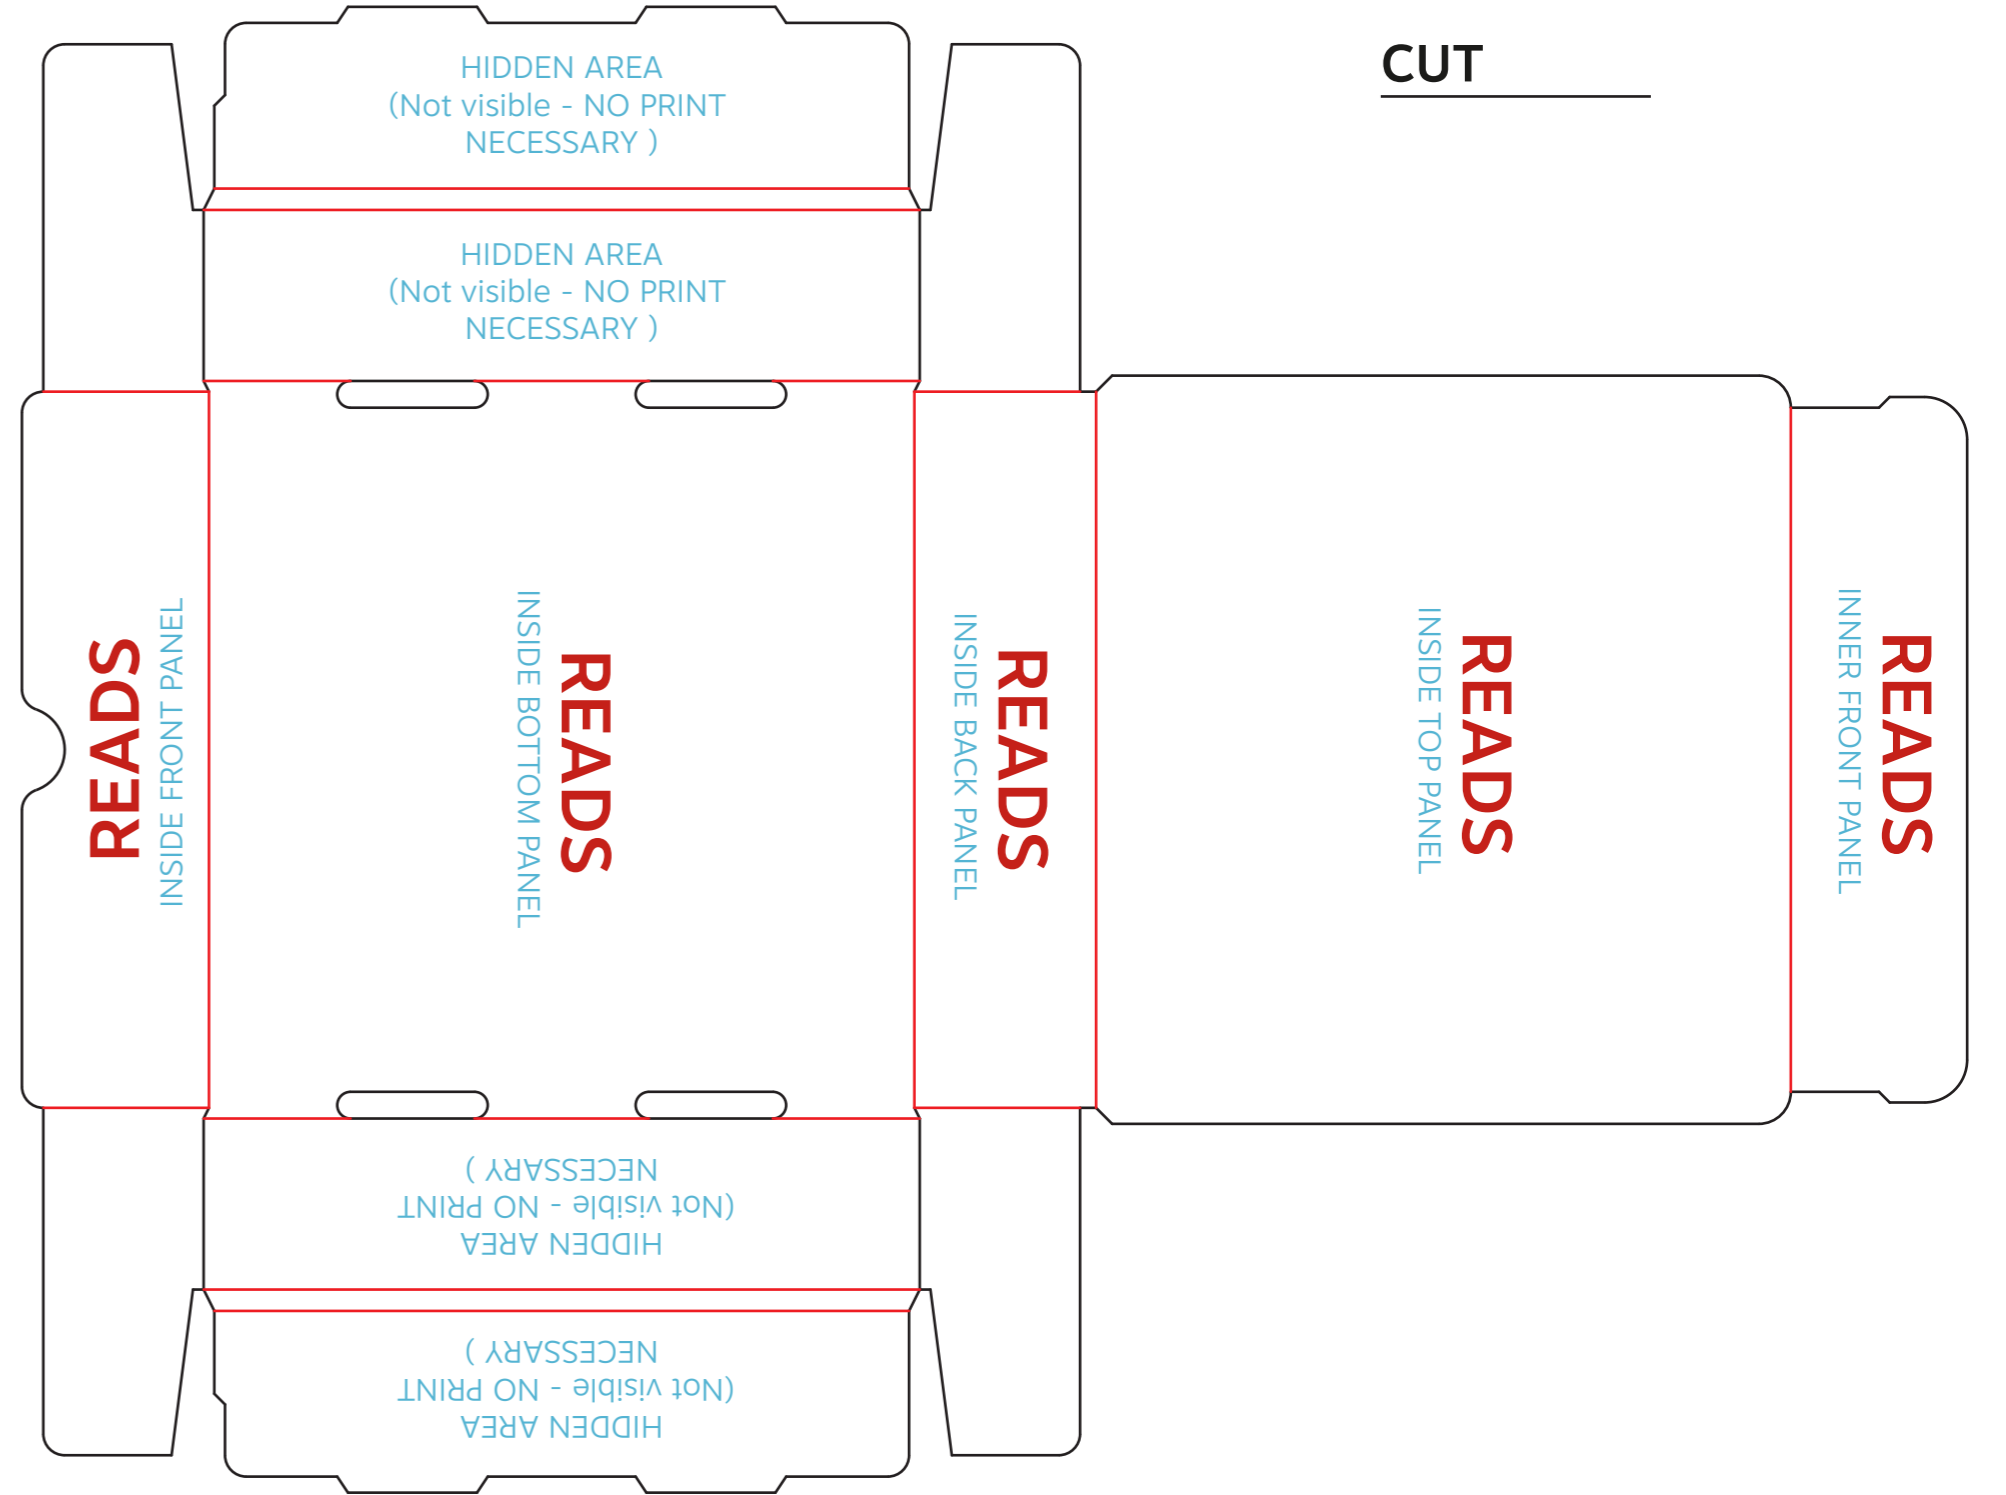 CUT
HIDDEN AREA
(Not visible - NO PRINT
NECESSARY )
HIDDEN AREA
(Not visible - NO PRINT
NECESSARY )
READS
INSIDE FRONT PANEL
READS
INSIDE BOTTOM PANEL
READS
INSIDE BACK PANEL
READS
INSIDE TOP PANEL
READS
INNER FRONT PANEL
HIDDEN AREA
(Not visible - NO PRINT
NECESSARY )
HIDDEN AREA
(Not visible - NO PRINT
NECESSARY )